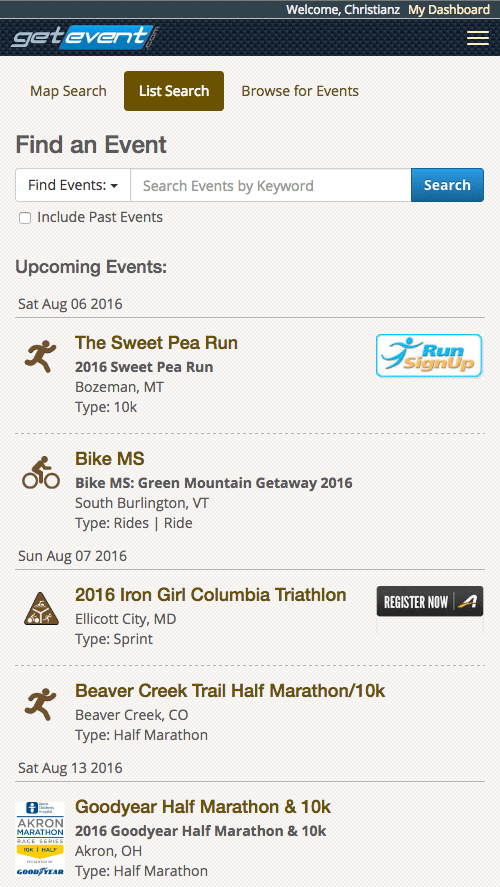 Welcome, Christianz My Dashboard
getevent.com
Map Search List Search Browse for Events
Find an Event
Find Events: Search Events by Keyword Search
Include Past Events
Upcoming Events:
Sat Aug 06 2016
The Sweet Pea Run
2016 Sweet Pea Run
Bozeman, MT
Type: 10k
Run
SignUp
Bike MS
Bike MS: Green Mountain Getaway 2016
South Burlington, VT
Type: Rides | Ride
Sun Aug 07 2016
2016 Iron Girl Columbia Triathlon
Ellicott City, MD
Type: Sprint
REGISTER NOW
Beaver Creek Trail Half Marathon/10k
Beaver Creek, CO
Type: Half Marathon
Sat Aug 13 2016
AKRON
MARATHON
RACE SERIES
10K | HALF
GOODYEAR
Goodyear Half Marathon & 10k
2016 Goodyear Half Marathon & 10k
Akron, OH
Type: Half Marathon